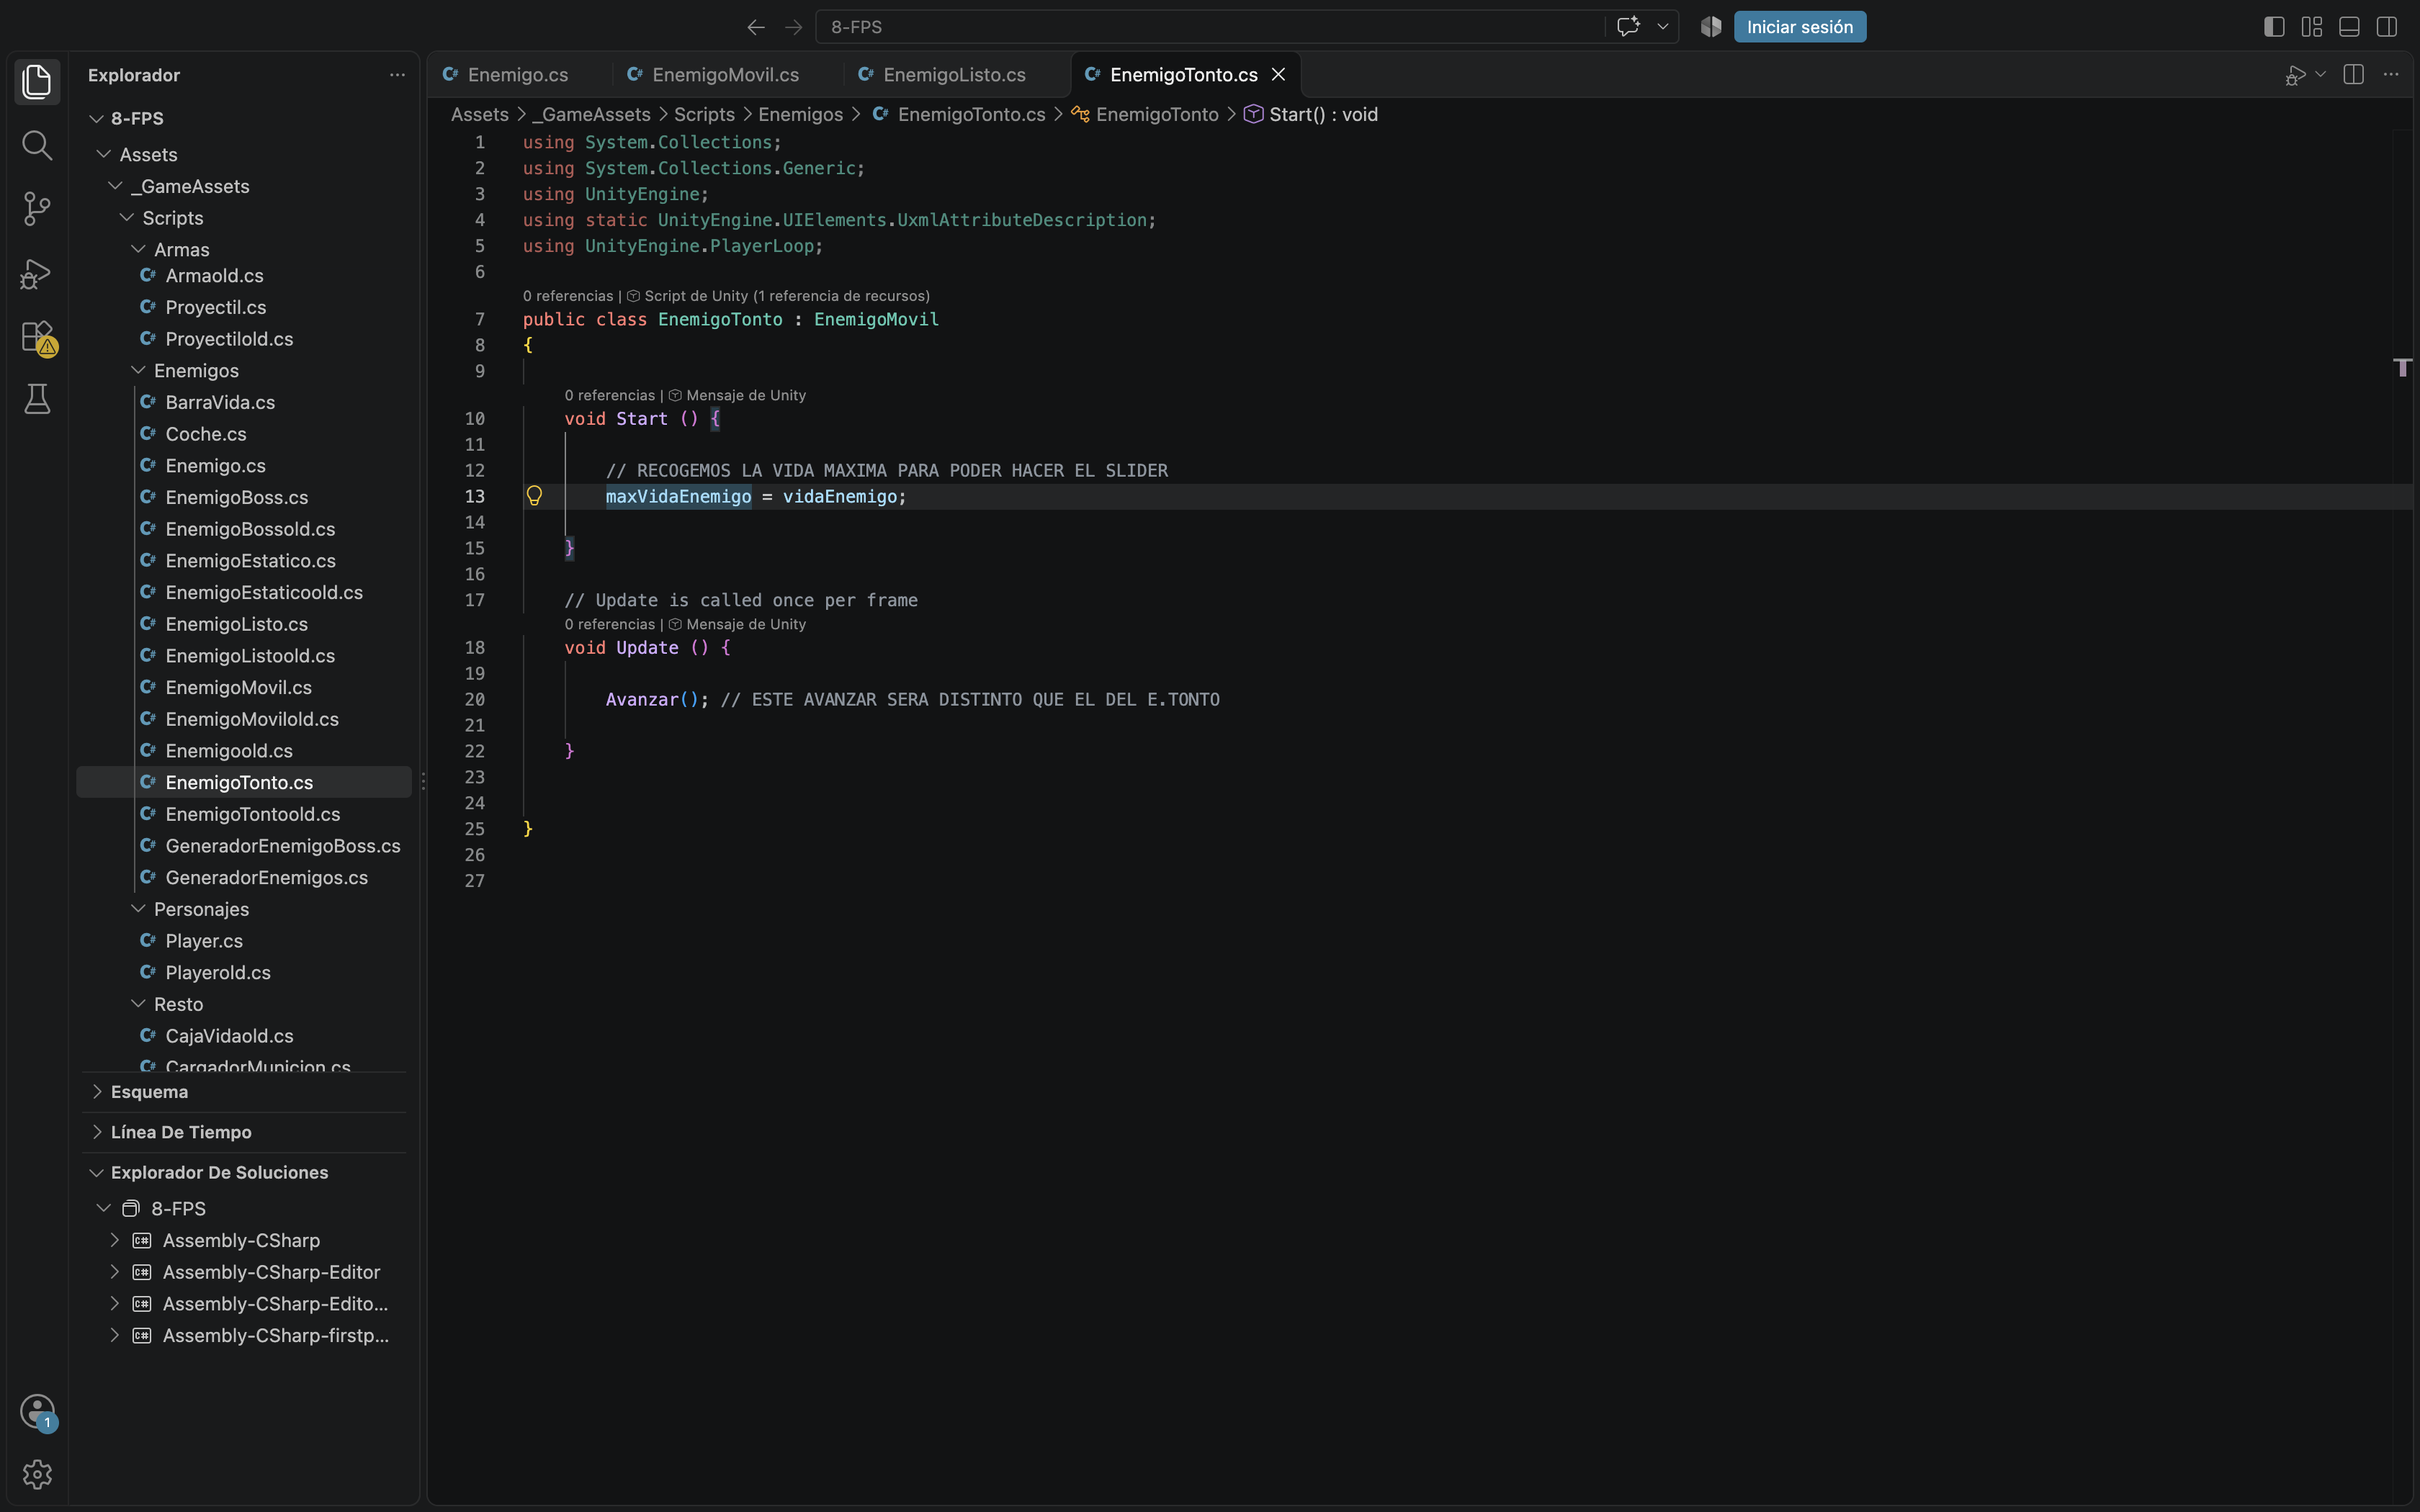 8-FPS
Iniciar sesión
Explorador
8-FPS
Assets
_GameAssets
Scripts
Armas
Armaold.cs
Proyectil.cs
Proyectilold.cs
Enemigos
BarraVida.cs
Coche.cs
Enemigo.cs
EnemigoBoss.cs
EnemigoBossold.cs
EnemigoEstatico.cs
EnemigoEstaticoold.cs
EnemigoListo.cs
EnemigoListoold.cs
EnemigoMovil.cs
EnemigoMovilold.cs
Enemigoold.cs
EnemigoTonto.cs
EnemigoTontoold.cs
GeneradorEnemigoBoss.cs
GeneradorEnemigos.cs
Personajes
Player.cs
Playerold.cs
Resto
CajaVidaold.cs
CargadorMunicion.cs
Esquema
Línea De Tiempo
Explorador De Soluciones
8-FPS
Assembly-CSharp
Assembly-CSharp-Editor
Assembly-CSharp-Edito...
Assembly-CSharp-firstp...
1
Enemigo.cs EnemigoMovil.cs EnemigoListo.cs EnemigoTonto.cs
Assets > _GameAssets > Scripts > Enemigos > EnemigoTonto.cs > EnemigoTonto > Start() : void
1 using System.Collections;
2 using System.Collections.Generic;
3 using UnityEngine;
4 using static UnityEngine.UIElements.UxmlAttributeDescription;
5 using UnityEngine.PlayerLoop;
6
0 referencias | Script de Unity (1 referencia de recursos)
7 public class EnemigoTonto : EnemigoMovil
8 {
9
0 referencias | Mensaje de Unity
10 void Start () {
11
12 // RECOGEMOS LA VIDA MAXIMA PARA PODER HACER EL SLIDER
13 maxVidaEnemigo = vidaEnemigo;
14
15 }
16
17 // Update is called once per frame
0 referencias | Mensaje de Unity
18 void Update () {
19
20 Avanzar(); // ESTE AVANZAR SERA DISTINTO QUE EL DEL E.TONTO
21
22 }
23
24
25 }
26
27